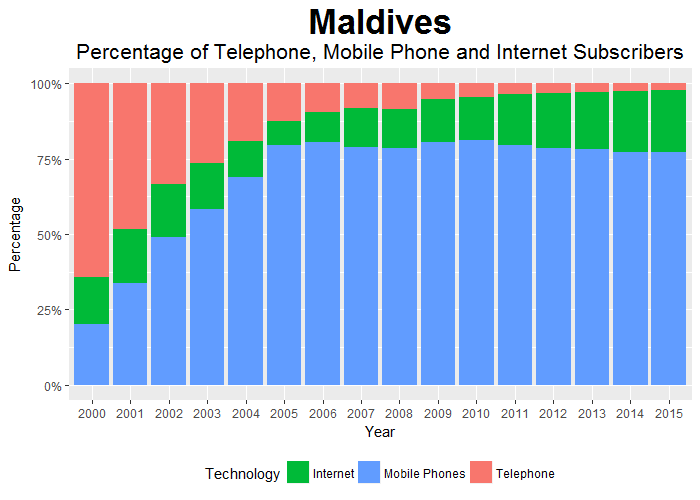 Maldives
Percentage of Telephone, Mobile Phone and Internet Subscribers
100%
75%
50%
25%
0%
Percentage
2000 2001 2002 2003 2004 2005 2006 2007 2008 2009 2010 2011 2012 2013 2014 2015
Year
Technology Internet Mobile Phones Telephone